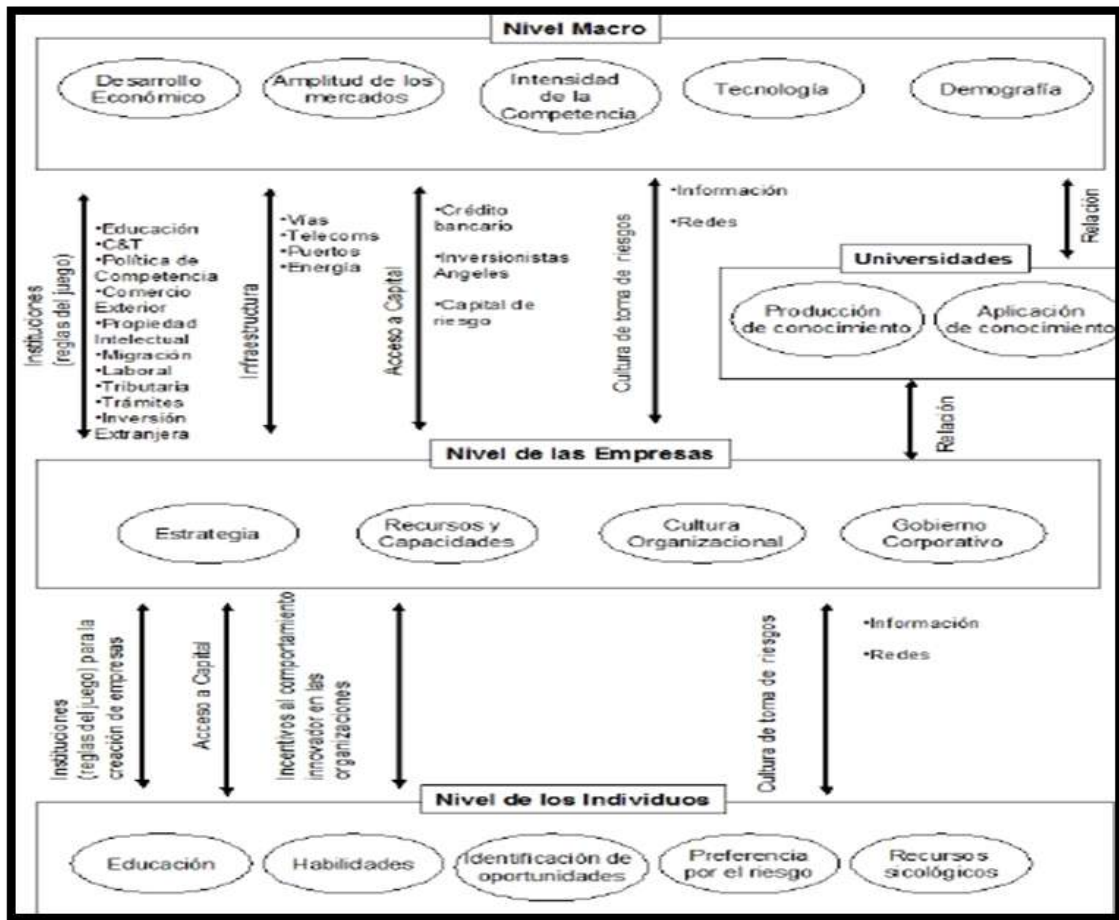 Nivel Macro
Desarrollo
Económico
Amplitud de los
mercados
Intensidad
de la
Competencia
Tecnología
Demografía
Instituciones
(reglas del juego)
•Educación
•C&T
•Política de
Competencia
•Comercio
Exterior
•Propiedad
Intelectual
•Migración
•Laboral
•Tributaria
•Trámites
•Inversión
Extranjera
Infraestructura
•Vías
•Telecoms
•Puertos
•Energía
Acceso a Capital
•Crédito
bancario
•Inversionistas
Angeles
•Capital de
riesgo
Cultura de toma de riesgos
•Información
•Redes
Relación
Universidades
Producción
de conocimiento
Aplicación
de conocimiento
Relación
Nivel de las Empresas
Estrategia
Recursos y
Capacidades
Cultura
Organizacional
Gobierno
Corporativo
Instituciones
(reglas del juego) para la
creación de empresas
Acceso a Capital
Incentivos al comportamiento
innovador en las
organizaciones
Cultura de toma de riesgos
•Información
•Redes
Nivel de los Individuos
Educación
Habilidades
Identificación de
oportunidades
Preferencia
por el riesgo
Recursos
sicológicos